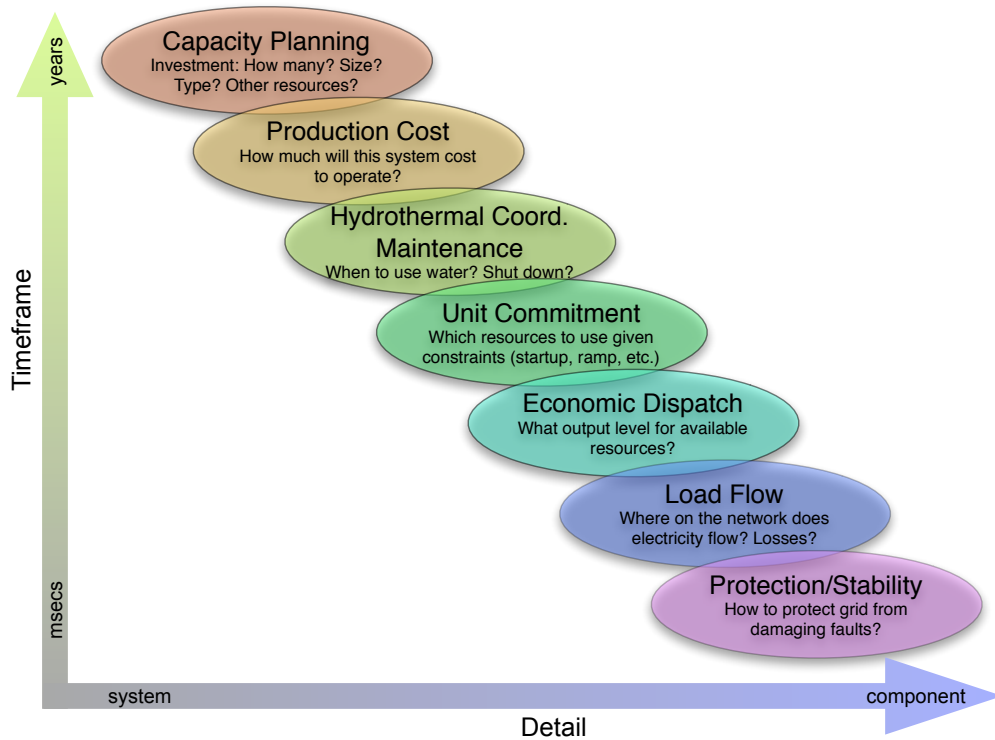 years
Capacity Planning
Investment: How many? Size?
Type? Other resources?
Production Cost
How much will this system cost
to operate?
Hydrothermal Coord.
Maintenance
When to use water? Shut down?
Unit Commitment
Which resources to use given
constraints (startup, ramp, etc.)
Timeframe
Economic Dispatch
What output level for available
resources?
Load Flow
Where on the network does
electricity flow? Losses?
msecs
Protection/Stability
How to protect grid from
damaging faults?
system
component
Detail